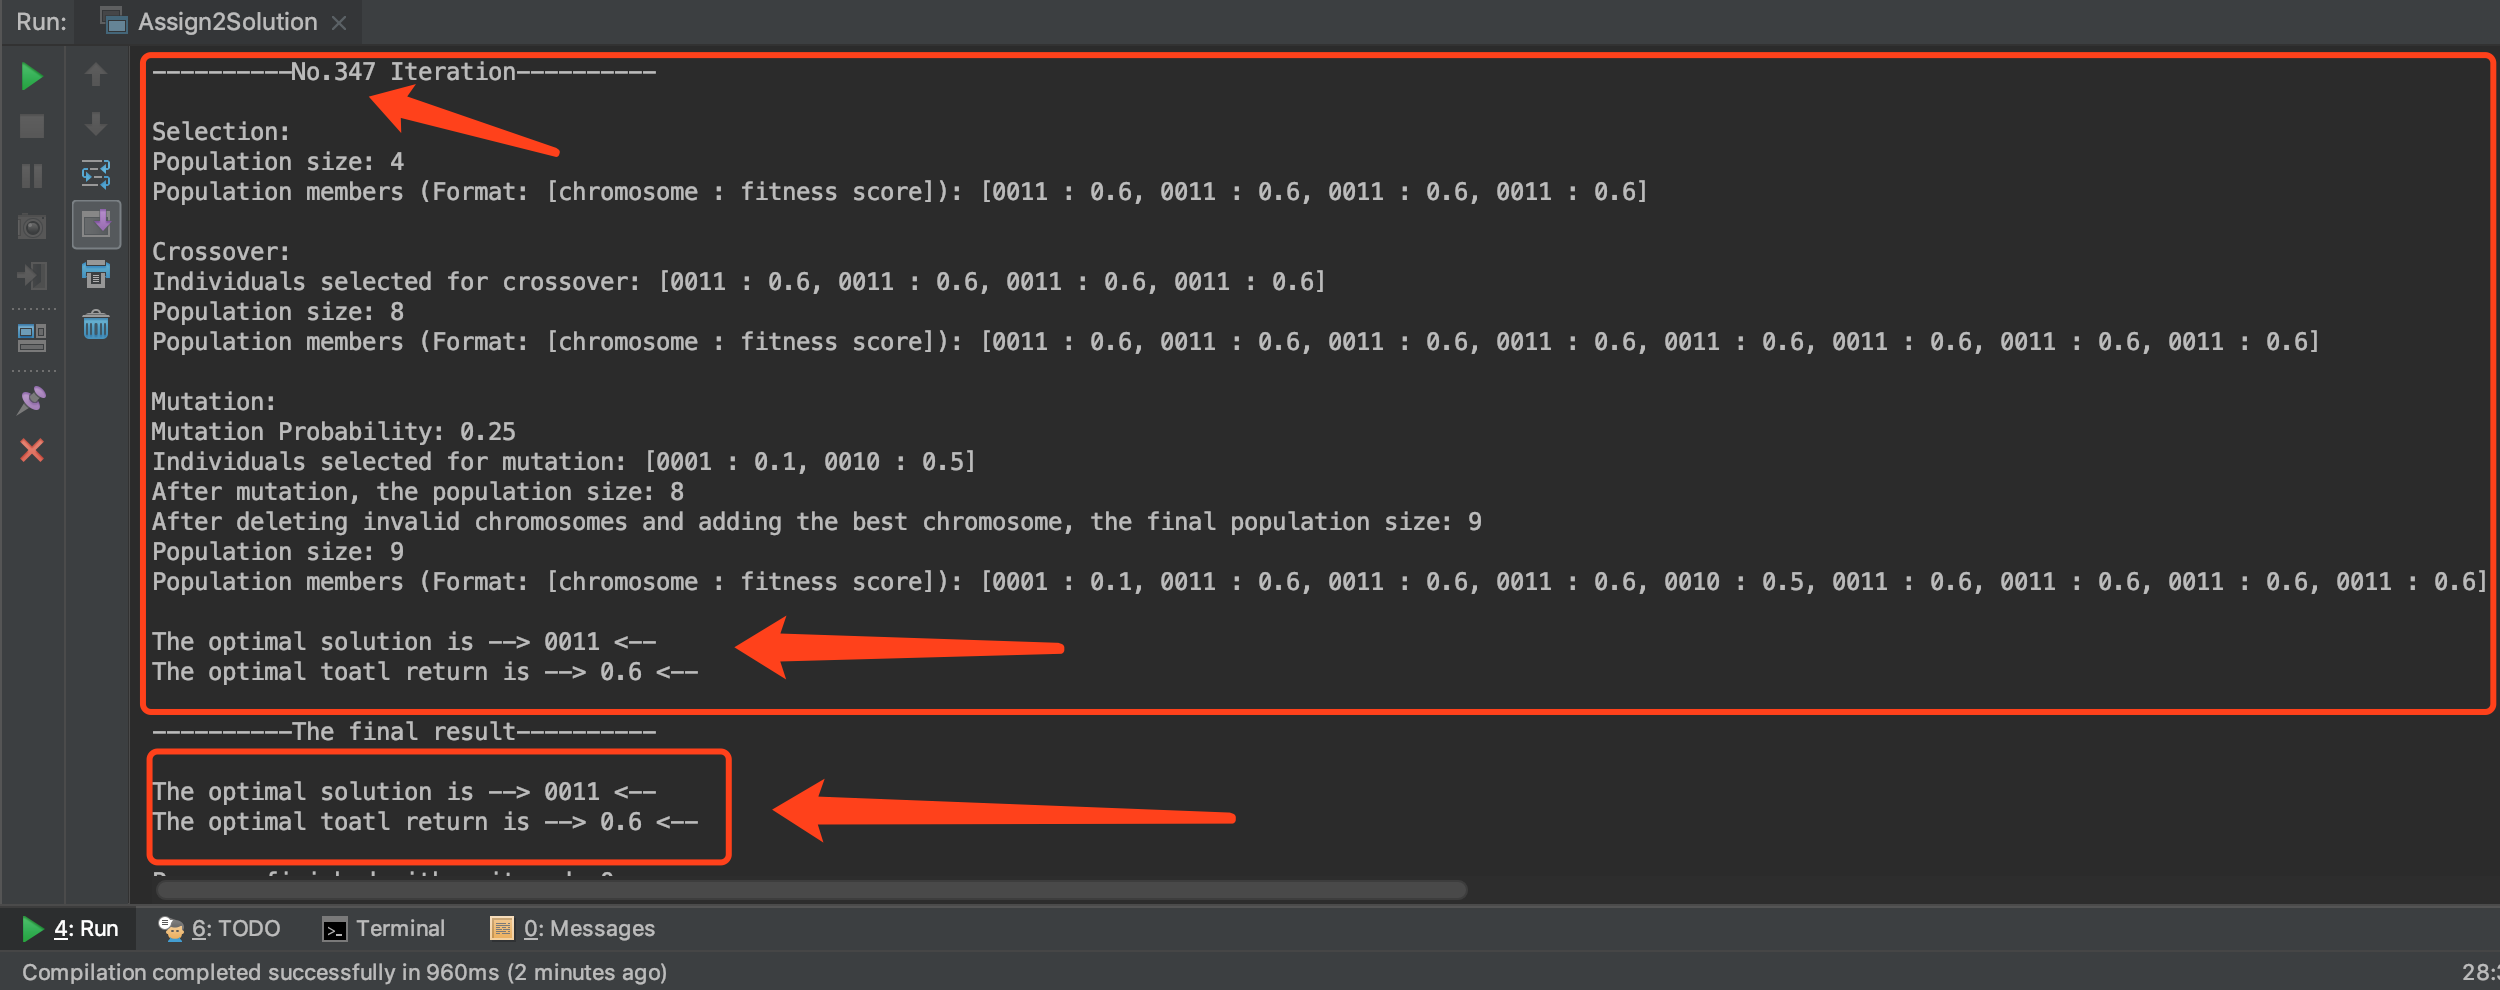 Run: Assign2Solution
----------No.347 Iteration----------
Selection:
Population size: 4
Population members (Format: [chromosome : fitness score]): [0011 : 0.6, 0011 : 0.6, 0011 : 0.6, 0011 : 0.6]
Crossover:
Individuals selected for crossover: [0011 : 0.6, 0011 : 0.6, 0011 : 0.6, 0011 : 0.6]
Population size: 8
Population members (Format: [chromosome : fitness score]): [0011 : 0.6, 0011 : 0.6, 0011 : 0.6, 0011 : 0.6, 0011 : 0.6, 0011 : 0.6, 0011 : 0.6, 0011 : 0.6]
Mutation:
Mutation Probability: 0.25
Individuals selected for mutation: [0001 : 0.1, 0010 : 0.5]
After mutation, the population size: 8
After deleting invalid chromosomes and adding the best chromosome, the final population size: 9
Population size: 9
Population members (Format: [chromosome : fitness score]): [0001 : 0.1, 0011 : 0.6, 0011 : 0.6, 0011 : 0.6, 0010 : 0.5, 0011 : 0.6, 0011 : 0.6, 0011 : 0.6, 0011 : 0.6]
The optimal solution is --> 0011 <--
The optimal toatl return is --> 0.6 <--
----------The final result----------
The optimal solution is --> 0011 <--
The optimal toatl return is --> 0.6 <--
4: Run 6: TODO Terminal 0: Messages
Compilation completed successfully in 960ms (2 minutes ago) 28: